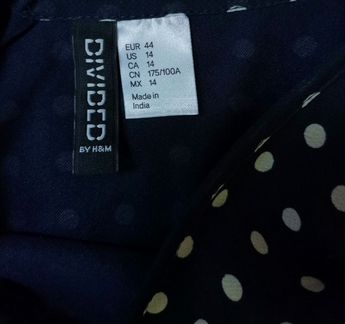 DIVIDED
BY H&M
EUR 44
US 14
CA 14
CN 175/100A
MX 14
Made in
India